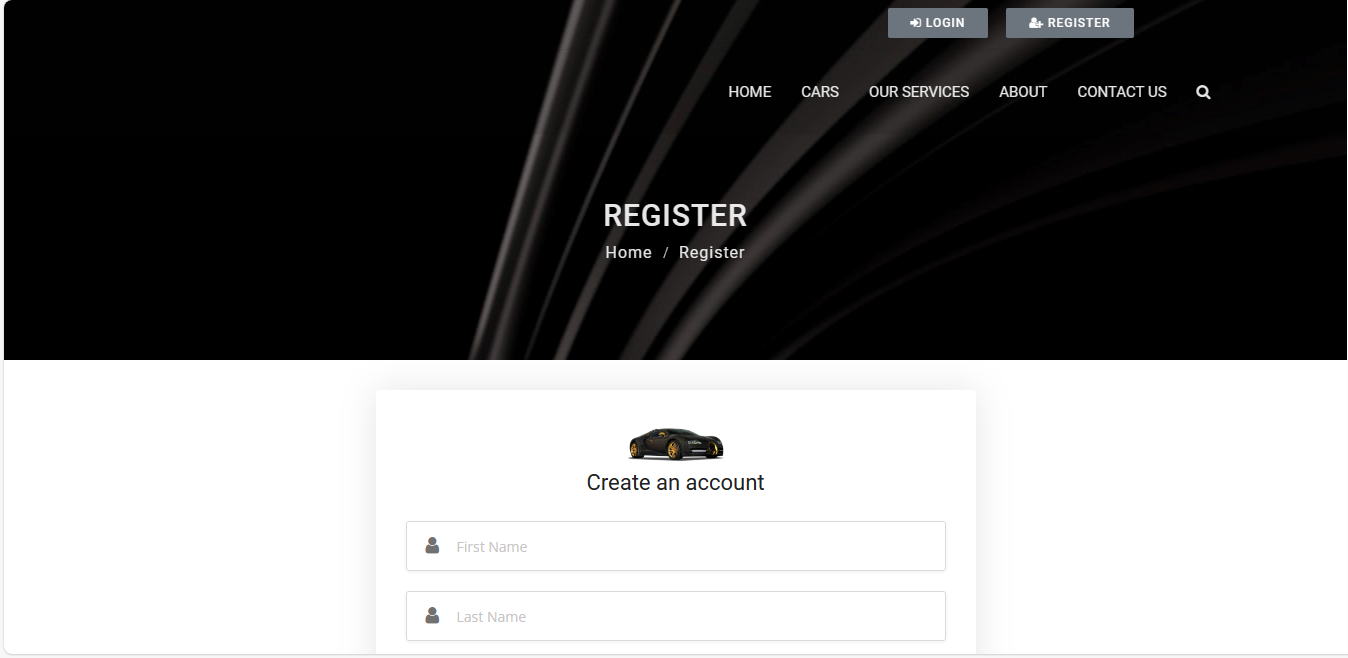 LOGIN REGISTER
HOME CARS OUR SERVICES ABOUT CONTACT US
REGISTER
Home / Register
Create an account
First Name
Last Name